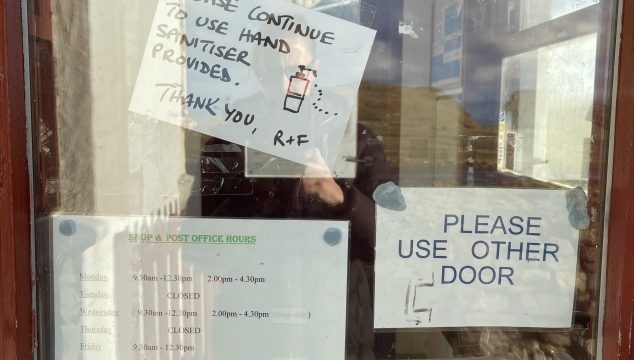 CONTINUE
TO USE HAND
SANITISER
PROVIDED.
THANK YOU,
R+F
SHOP & POST OFFICE HOURS
Monday 9.30am -12.30pm 2.00pm - 4.30pm
Tuesday CLOSED
Wednesday 9.30am -12.30pm 2.00pm - 4.30pm (shop only)
Thursday CLOSED
Friday 9.30am - 12.30pm
PLEASE
USE OTHER
DOOR